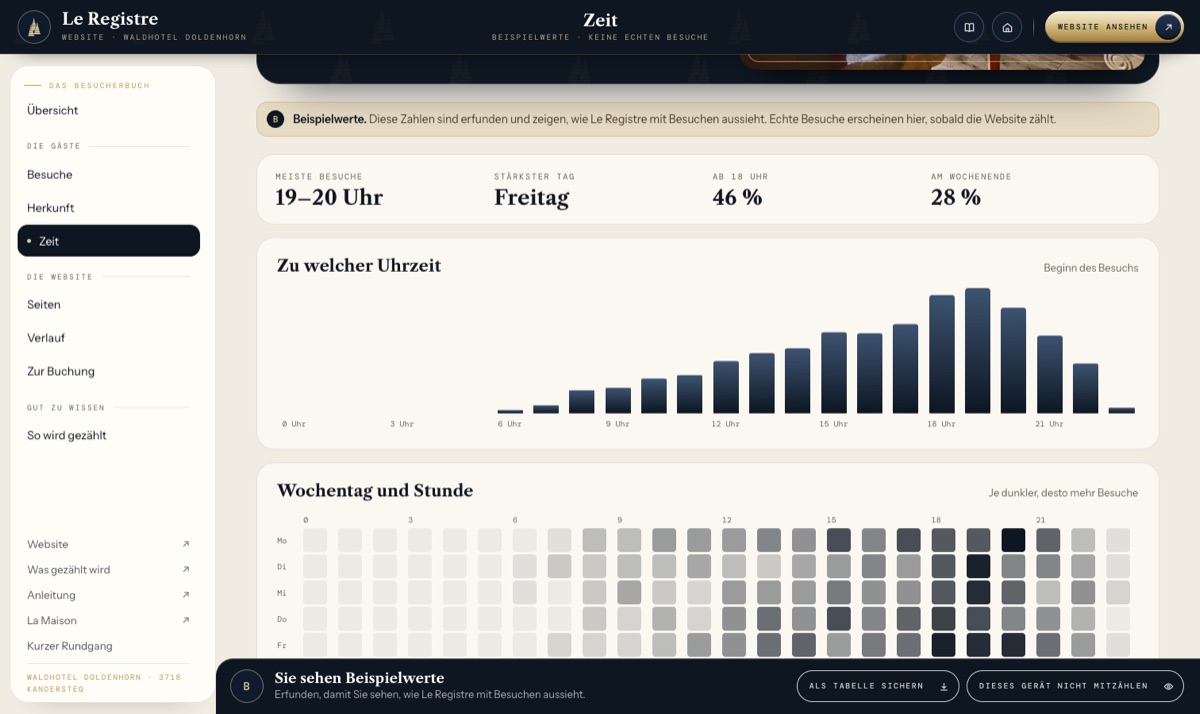 Le Registre
WEBSITE · WALDHOTEL DOLDENHORN
Zeit
BEISPIELWERTE · KEINE ECHTEN BESUCHE
WEBSITE ANSEHEN
DAS BESUCHERBUCH
Übersicht
DIE GÄSTE
Besuche
Herkunft
Zeit
DIE WEBSITE
Seiten
Verlauf
Zur Buchung
GUT ZU WISSEN
So wird gezählt
Website
Was gezählt wird
Anleitung
La Maison
Kurzer Rundgang
WALDHOTEL DOLDENHORN · 3718
KANDERSTEG
B Beispielwerte. Diese Zahlen sind erfunden und zeigen, wie Le Registre mit Besuchen aussieht. Echte Besuche erscheinen hier, sobald die Website zählt.
MEISTE BESUCHE
19–20 Uhr
STÄRKSTER TAG
Freitag
AB 18 UHR
46 %
AM WOCHENENDE
28 %
Zu welcher Uhrzeit
Beginn des Besuchs
0 Uhr 3 Uhr 6 Uhr 9 Uhr 12 Uhr 15 Uhr 18 Uhr 21 Uhr
Wochentag und Stunde
Je dunkler, desto mehr Besuche
0 3 6 9 12 15 18 21
Mo
Di
Mi
Do
Fr
B
Sie sehen Beispielwerte
Erfunden, damit Sie sehen, wie Le Registre mit Besuchen aussieht.
ALS TABELLE SICHERN
DIESES GERÄT NICHT MITZÄHLEN